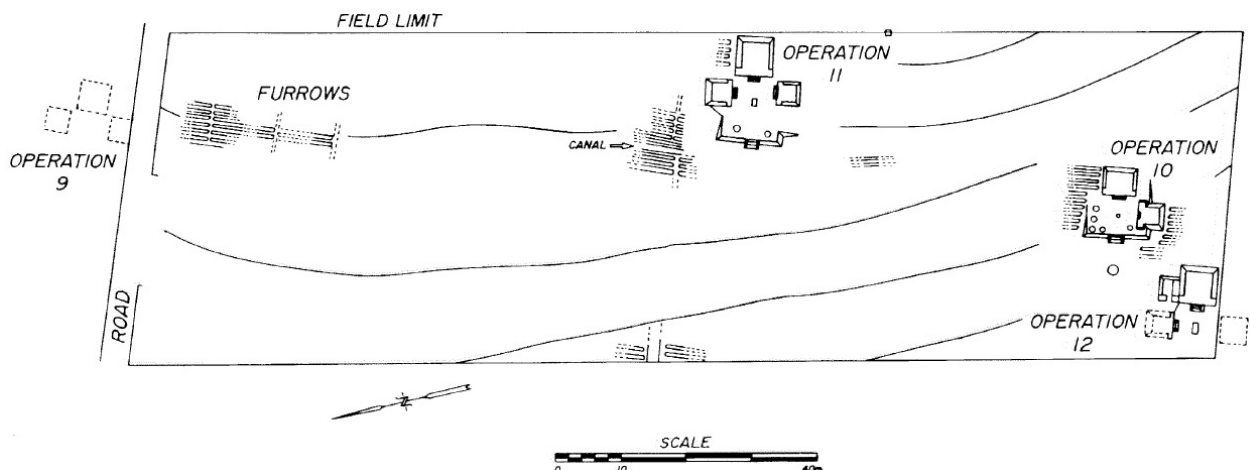 FIELD LIMIT
OPERATION
11
FURROWS
CANAL
OPERATION
9
OPERATION
10
ROAD
OPERATION
12
N
SCALE
0 10 40m